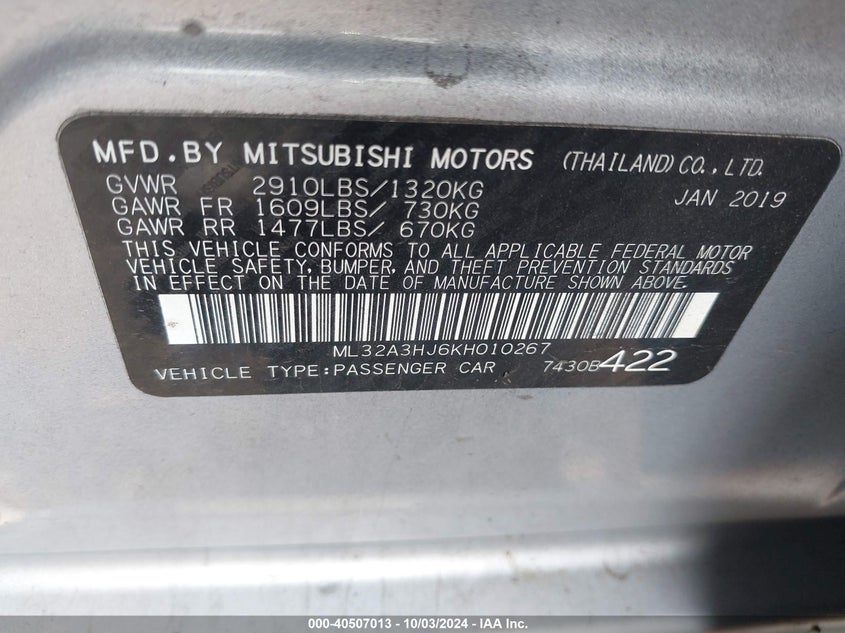 MFD.BY MITSUBISHI MOTORS (THAILAND) CO., LTD.
GVWR 2910LBS/1320KG JAN 2019
GAWR FR 1609LBS/ 730KG
GAWR RR 1477LBS/ 670KG
THIS VEHICLE CONFORMS TO ALL APPLICABLE FEDERAL MOTOR
VEHICLE SAFETY, BUMPER, AND THEFT PREVENTION STANDARDS
IN EFFECT ON THE DATE OF MANUFACTURE SHOWN ABOVE.
ML32A3HJ6KH010267
VEHICLE TYPE:PASSENGER CAR 7430B422
000-40507013 - 10/03/2024 - IAA Inc.